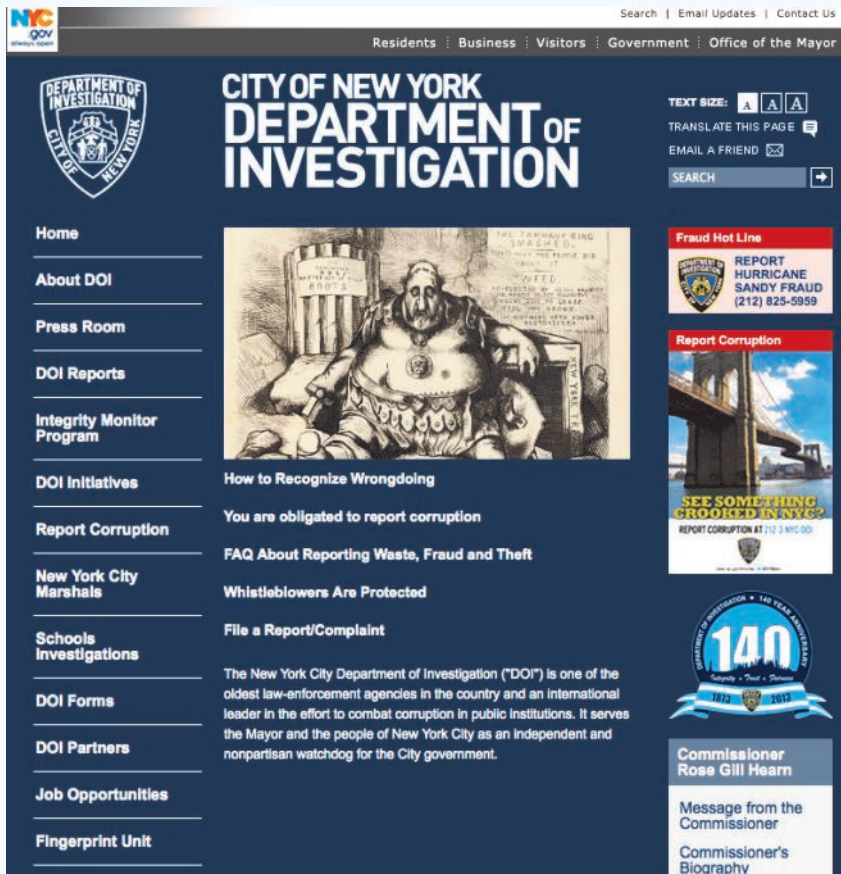 NYC
.gov
always open
Search | Email Updates | Contact Us
Residents Business Visitors Government Office of the Mayor
DEPARTMENT OF
INVESTIGATION
CITY OF
NEW YORK
CITY OF NEW YORK
DEPARTMENT OF
INVESTIGATION
TEXT SIZE: A A A
TRANSLATE THIS PAGE
EMAIL A FRIEND
SEARCH
Home
About DOI
Press Room
DOI Reports
Integrity Monitor
Program
DOI Initiatives
Report Corruption
New York City
Marshals
Schools
Investigations
DOI Forms
DOI Partners
Job Opportunities
Fingerprint Unit
THE TAMMANY RING
SMASHED.
TWEED
BOOTS
NEW YORK
How to Recognize Wrongdoing
You are obligated to report corruption
FAQ About Reporting Waste, Fraud and Theft
Whistleblowers Are Protected
File a Report/Complaint
The New York City Department of Investigation ("DOI") is one of the
oldest law-enforcement agencies in the country and an international
leader in the effort to combat corruption in public institutions. It serves
the Mayor and the people of New York City as an independent and
nonpartisan watchdog for the City government.
Fraud Hot Line
REPORT
HURRICANE
SANDY FRAUD
(212) 825-5959
Report Corruption
SEE SOMETHING
CROOKED IN NYC?
REPORT CORRUPTION AT 212 3 NYC DOI
DEPARTMENT OF INVESTIGATION • 140 YEAR ANNIVERSARY
140
Integrity • Trust • Fairness
1873 2013
Commissioner
Rose Gill Hearn
Message from the
Commissioner
Commissioner's
Biography